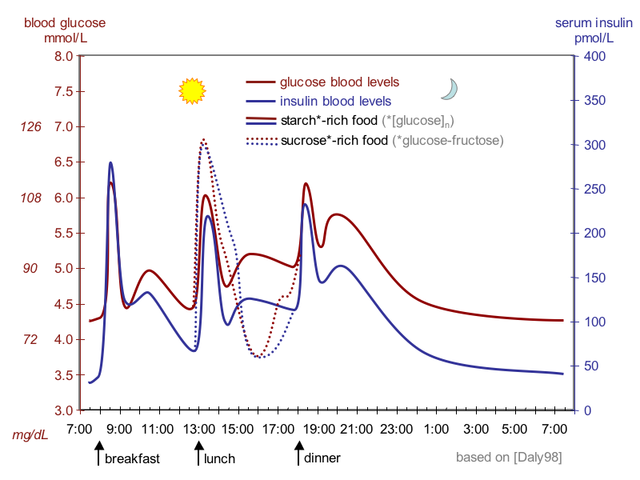 blood glucose
mmol/L
serum insulin
pmol/L
8.0
7.5
7.0
6.5
6.0
5.5
5.0
4.5
4.0
3.5
3.0
126
108
90
72
mg/dL
400
350
300
250
200
150
100
50
0
glucose blood levels
insulin blood levels
starch*-rich food (*[glucose]n)
sucrose*-rich food (*glucose-fructose)
7:00 9:00 11:00 13:00 15:00 17:00 19:00 21:00 23:00 1:00 3:00 5:00 7:00
breakfast lunch dinner
based on [Daly98]